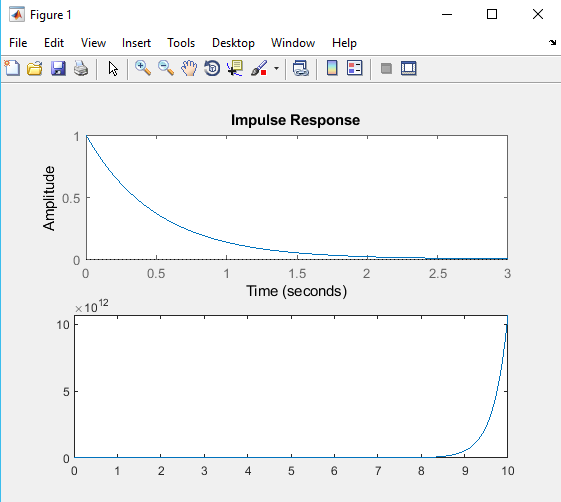 Figure 1
File Edit View Insert Tools Desktop Window Help
Impulse Response
Amplitude
1
0.5
0
0 0.5 1 1.5 2 2.5 3
Time (seconds)
×10^12
10
5
0
0 1 2 3 4 5 6 7 8 9 10